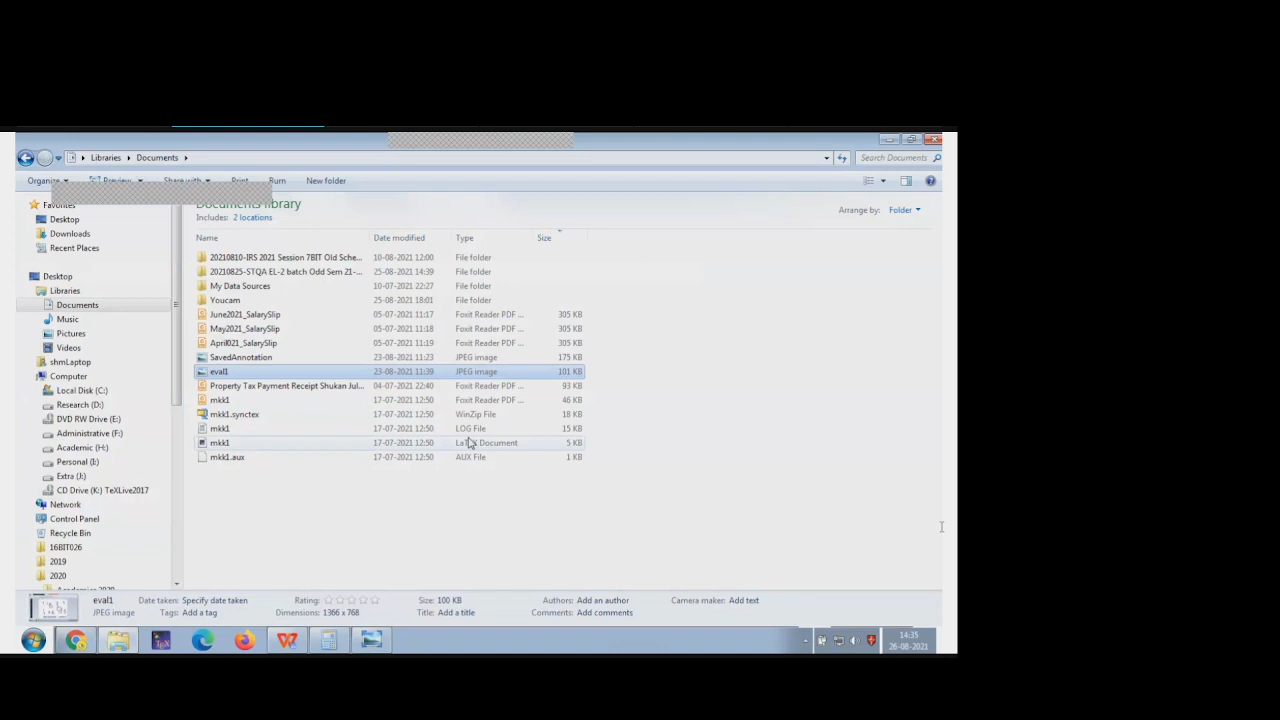 Libraries Documents Search Documents
Organize Preview Share with Print Burn New folder
Favorites
Desktop
Downloads
Recent Places
Desktop
Libraries
Documents
Music
Pictures
Videos
shmLaptop
Computer
Local Disk (C:)
Research (D:)
DVD RW Drive (E:)
Administrative (F:)
Academic (H:)
Personal (I:)
Extra (J:)
CD Drive (K:) TeXLive2017
Network
Control Panel
Recycle Bin
16BIT026
2019
2020
Academics 2020
Documents library
Includes: 2 locations
Arrange by: Folder
Name Date modified Type Size
20210810-IRS 2021 Session 7BIT Old Sche... 10-08-2021 12:00 File folder
20210825-STQA EL-2 batch Odd Sem 21-... 25-08-2021 14:39 File folder
My Data Sources 10-07-2021 22:27 File folder
Youcam 25-08-2021 18:01 File folder
June2021_SalarySlip 05-07-2021 11:17 Foxit Reader PDF ... 305 KB
May2021_SalarySlip 05-07-2021 11:18 Foxit Reader PDF ... 305 KB
April021_SalarySlip 05-07-2021 11:19 Foxit Reader PDF ... 305 KB
SavedAnnotation 23-08-2021 11:23 JPEG image 175 KB
eval1 23-08-2021 11:39 JPEG image 101 KB
Property Tax Payment Receipt Shukan Jul... 04-07-2021 22:40 Foxit Reader PDF ... 93 KB
mkk1 17-07-2021 12:50 Foxit Reader PDF ... 46 KB
mkk1.synctex 17-07-2021 12:50 WinZip File 18 KB
mkk1 17-07-2021 12:50 LOG File 15 KB
mkk1 17-07-2021 12:50 LaTeX Document 5 KB
mkk1.aux 17-07-2021 12:50 AUX File 1 KB
eval1 Date taken: Specify date taken Rating: Size: 100 KB Authors: Add an author Camera maker: Add text
JPEG image Tags: Add a tag Dimensions: 1366 x 768 Title: Add a title Comments: Add comments
14:35
26-08-2021